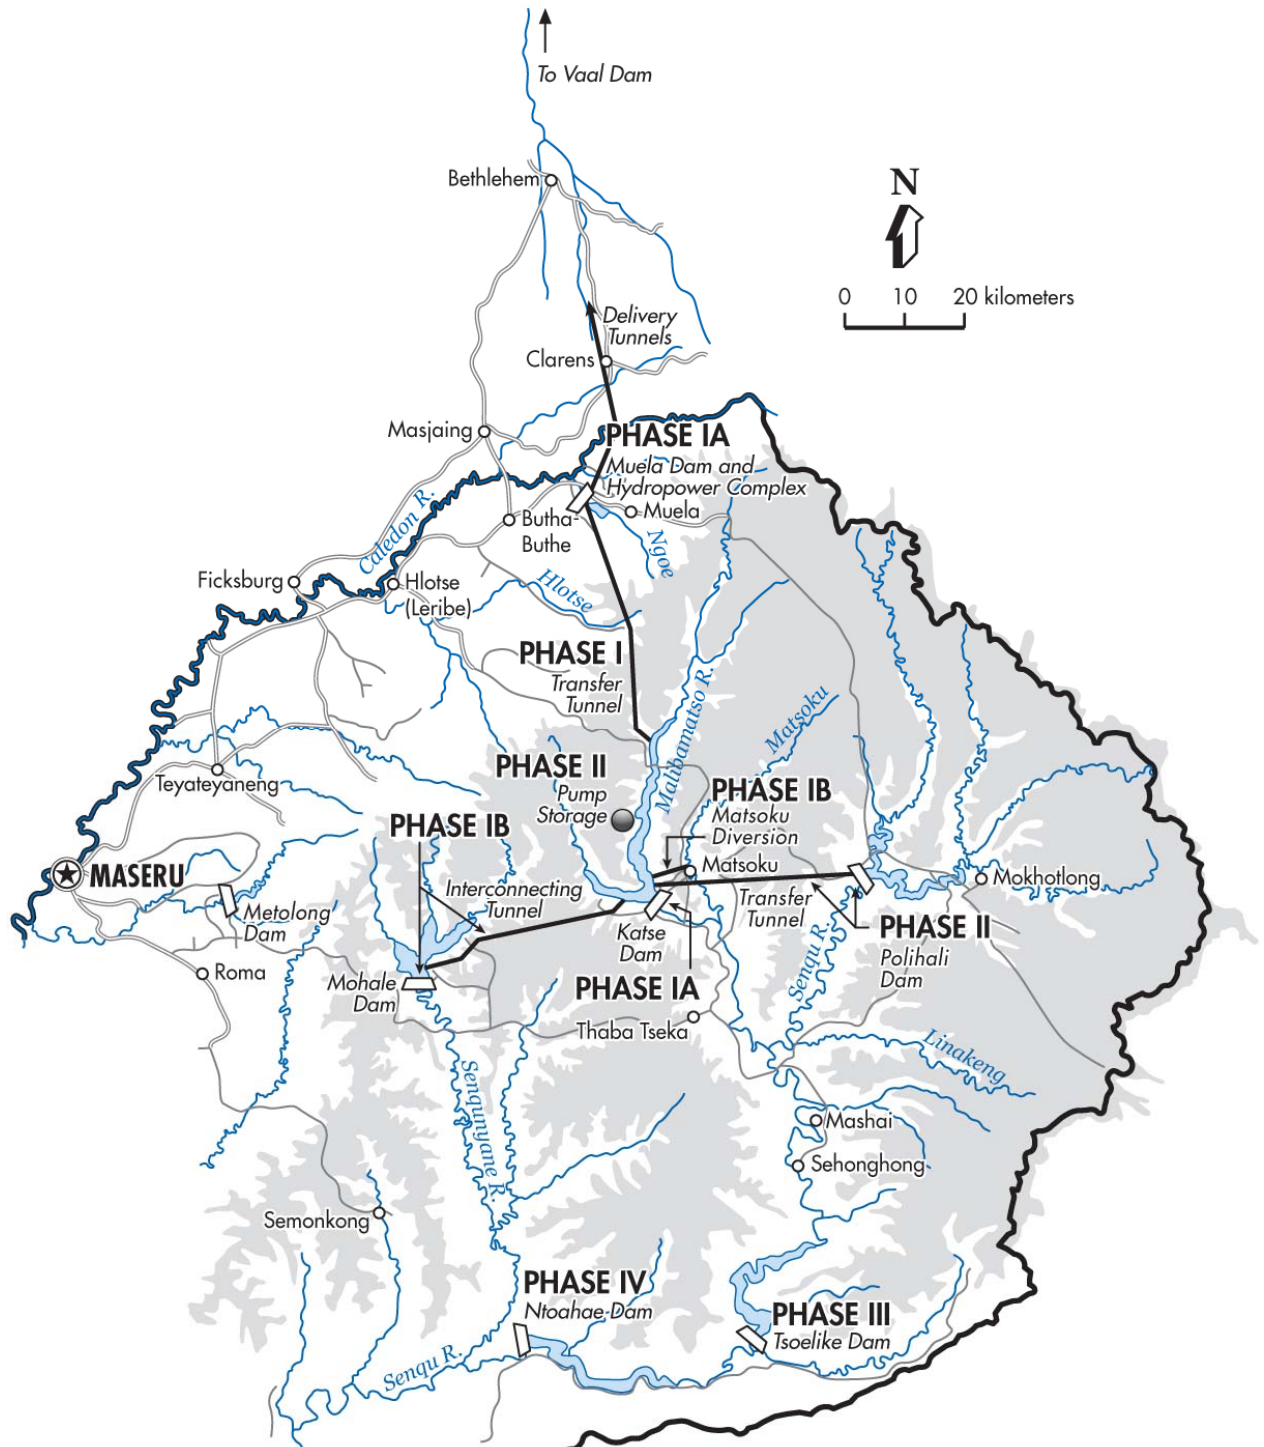 To Vaal Dam
Bethlehem
N
0 10 20 kilometers
Delivery
Tunnels
Clarens
Masjaing
PHASE IA
Muela Dam and
Hydropower Complex
Muela
Butha-
Buthe
Caledon R.
Ngoe
Ficksburg
Hlotse
(Leribe)
Hlotse
PHASE I
Transfer
Tunnel
Malibamatso R.
Matsoku
PHASE II
Pump
Storage
Teyateyaneng
PHASE IB
Matsoku
Diversion
PHASE IB
Matsoku
MASERU
Interconnecting
Tunnel
Mokhotlong
Transfer
Tunnel
Metolong
Dam
Katse
Dam
PHASE II
Polihali
Dam
Senqu R.
Roma
Mohale
Dam
PHASE IA
Thaba Tseka
Linakeng
Senqunyane R.
Mashai
Sehonghong
Semonkong
PHASE IV
Ntoahae Dam
PHASE III
Tsoelike Dam
Senqu R.